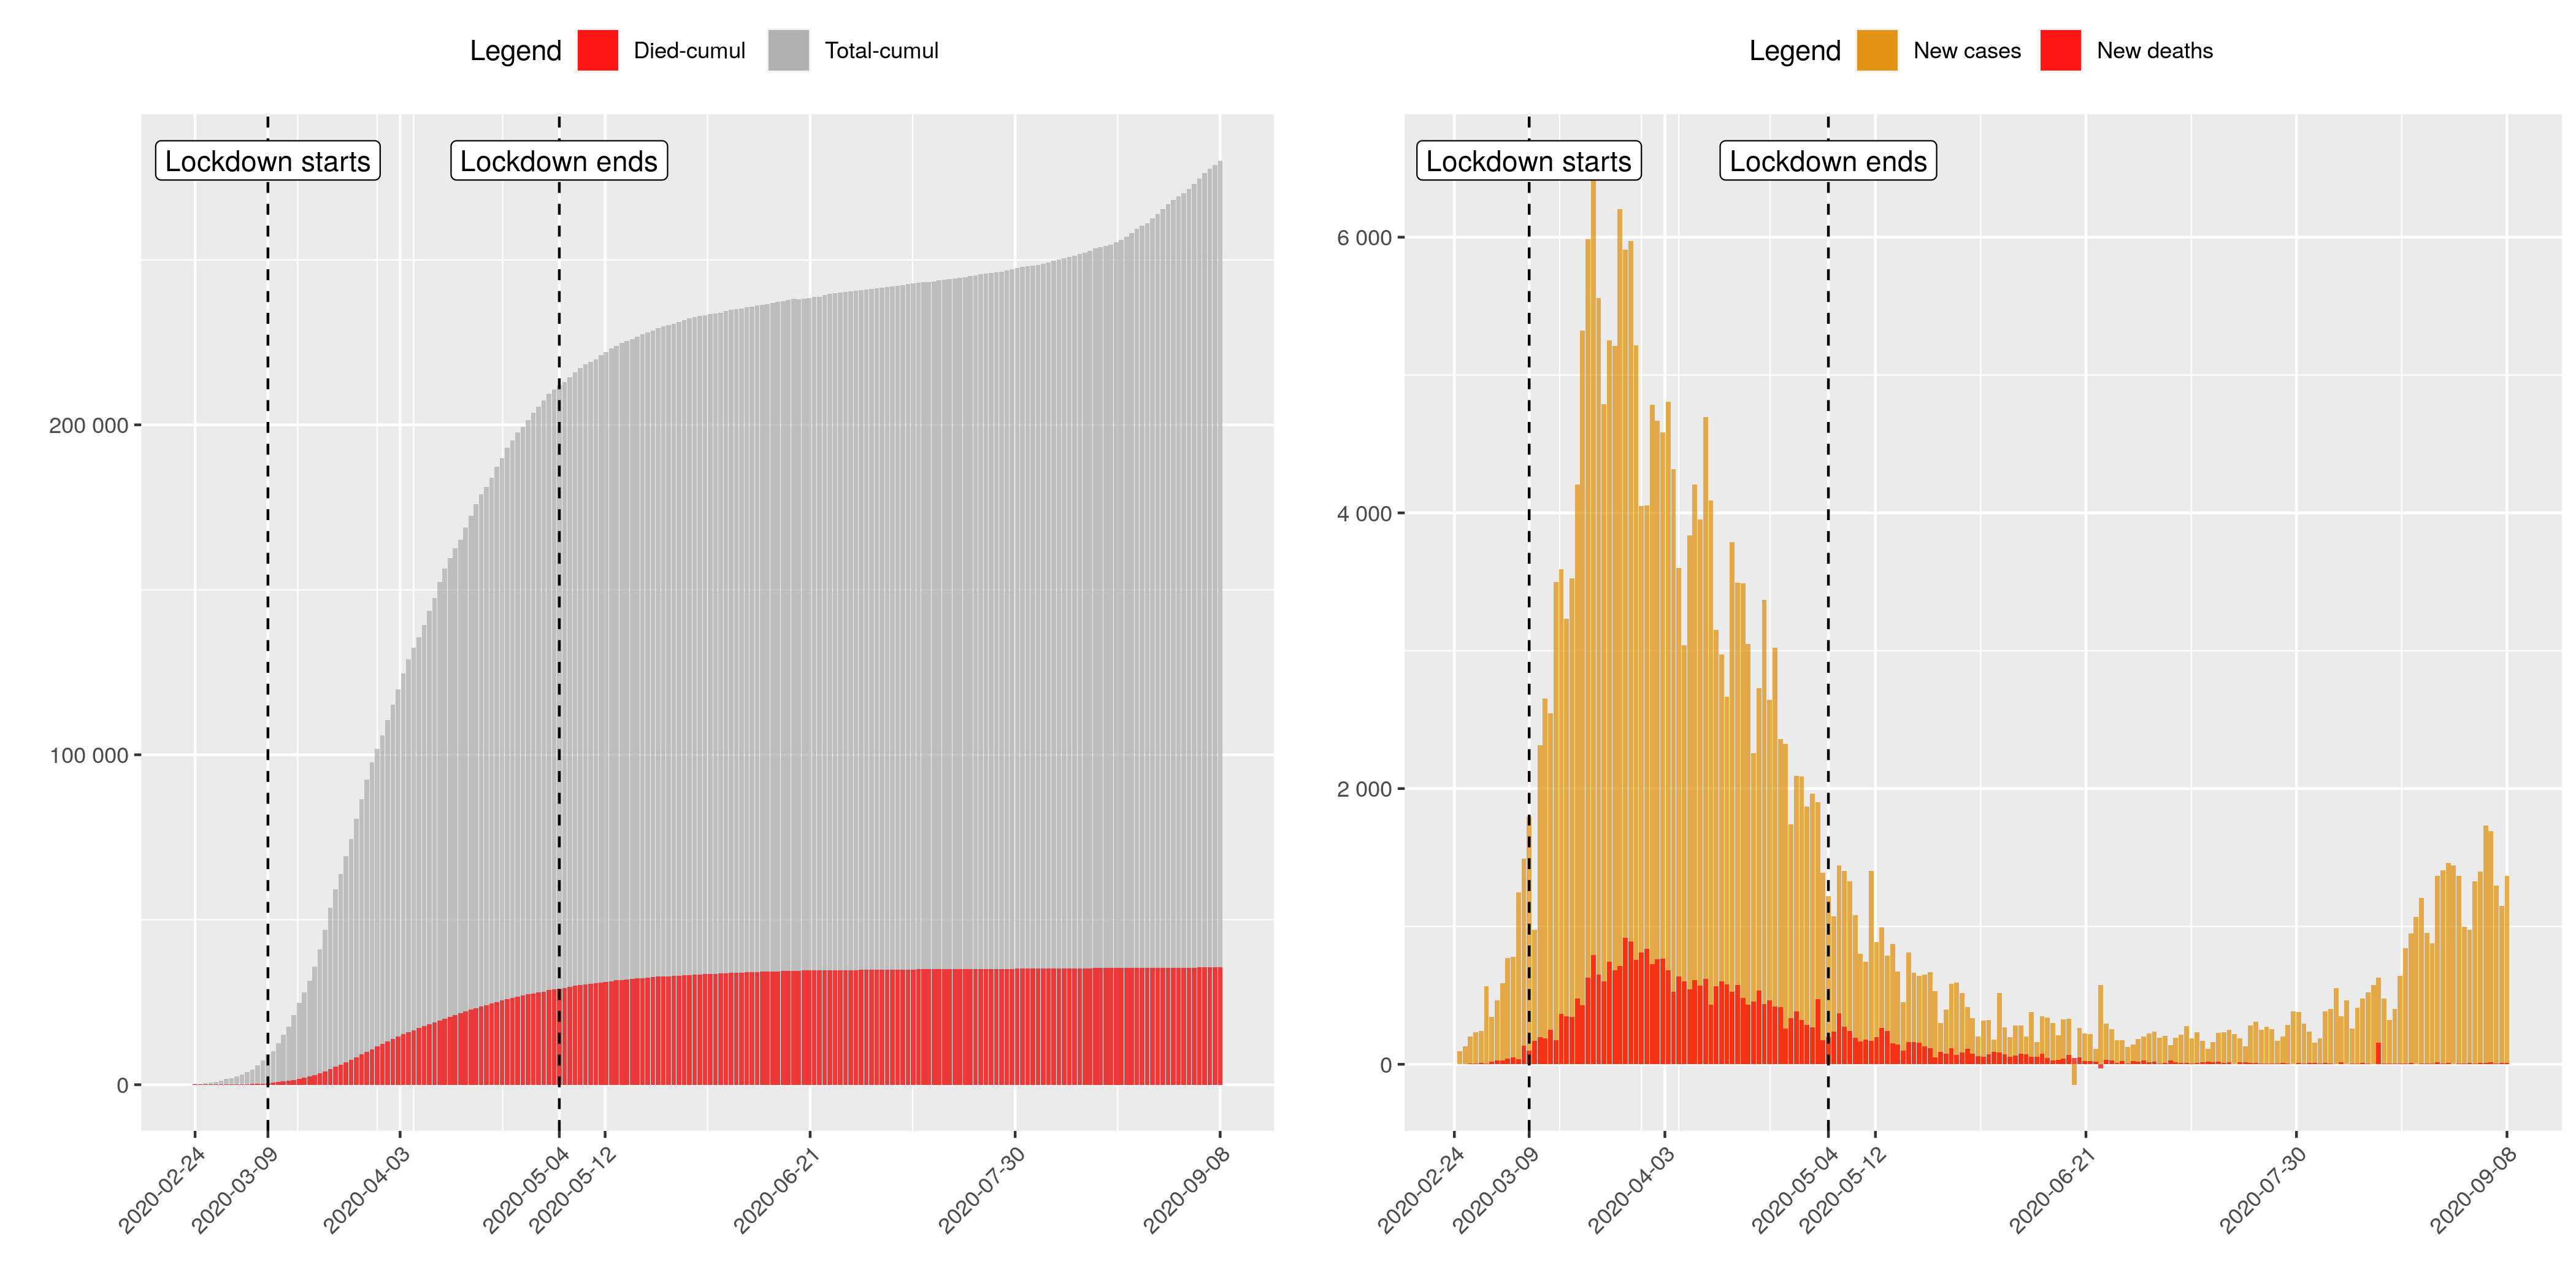 Legend Died-cumul Total-cumul
Lockdown starts Lockdown ends
200 000
100 000
0
2020-02-24 2020-03-09 2020-04-03 2020-05-04 2020-05-12 2020-06-21 2020-07-30 2020-09-08
Legend New cases New deaths
Lockdown starts Lockdown ends
6 000
4 000
2 000
0
2020-02-24 2020-03-09 2020-04-03 2020-05-04 2020-05-12 2020-06-21 2020-07-30 2020-09-08